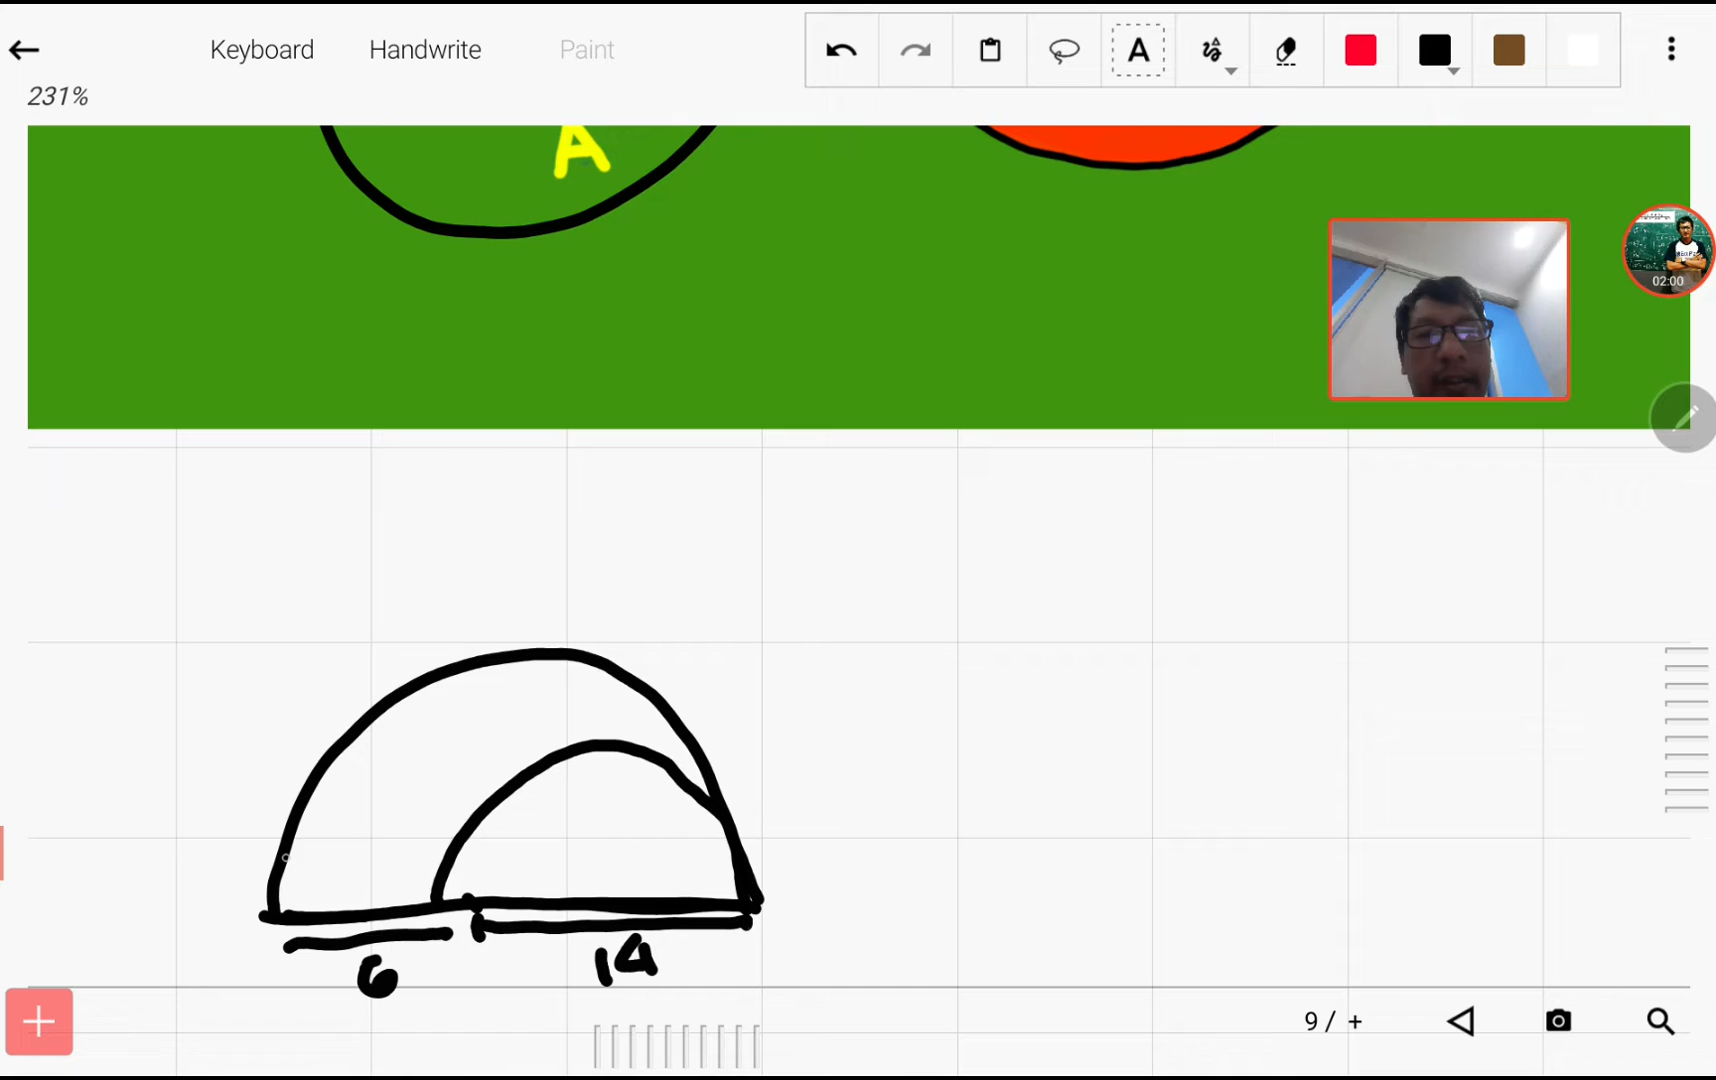 Keyboard Handwrite Paint
A
231%
A
02:00
6 14
9 / +